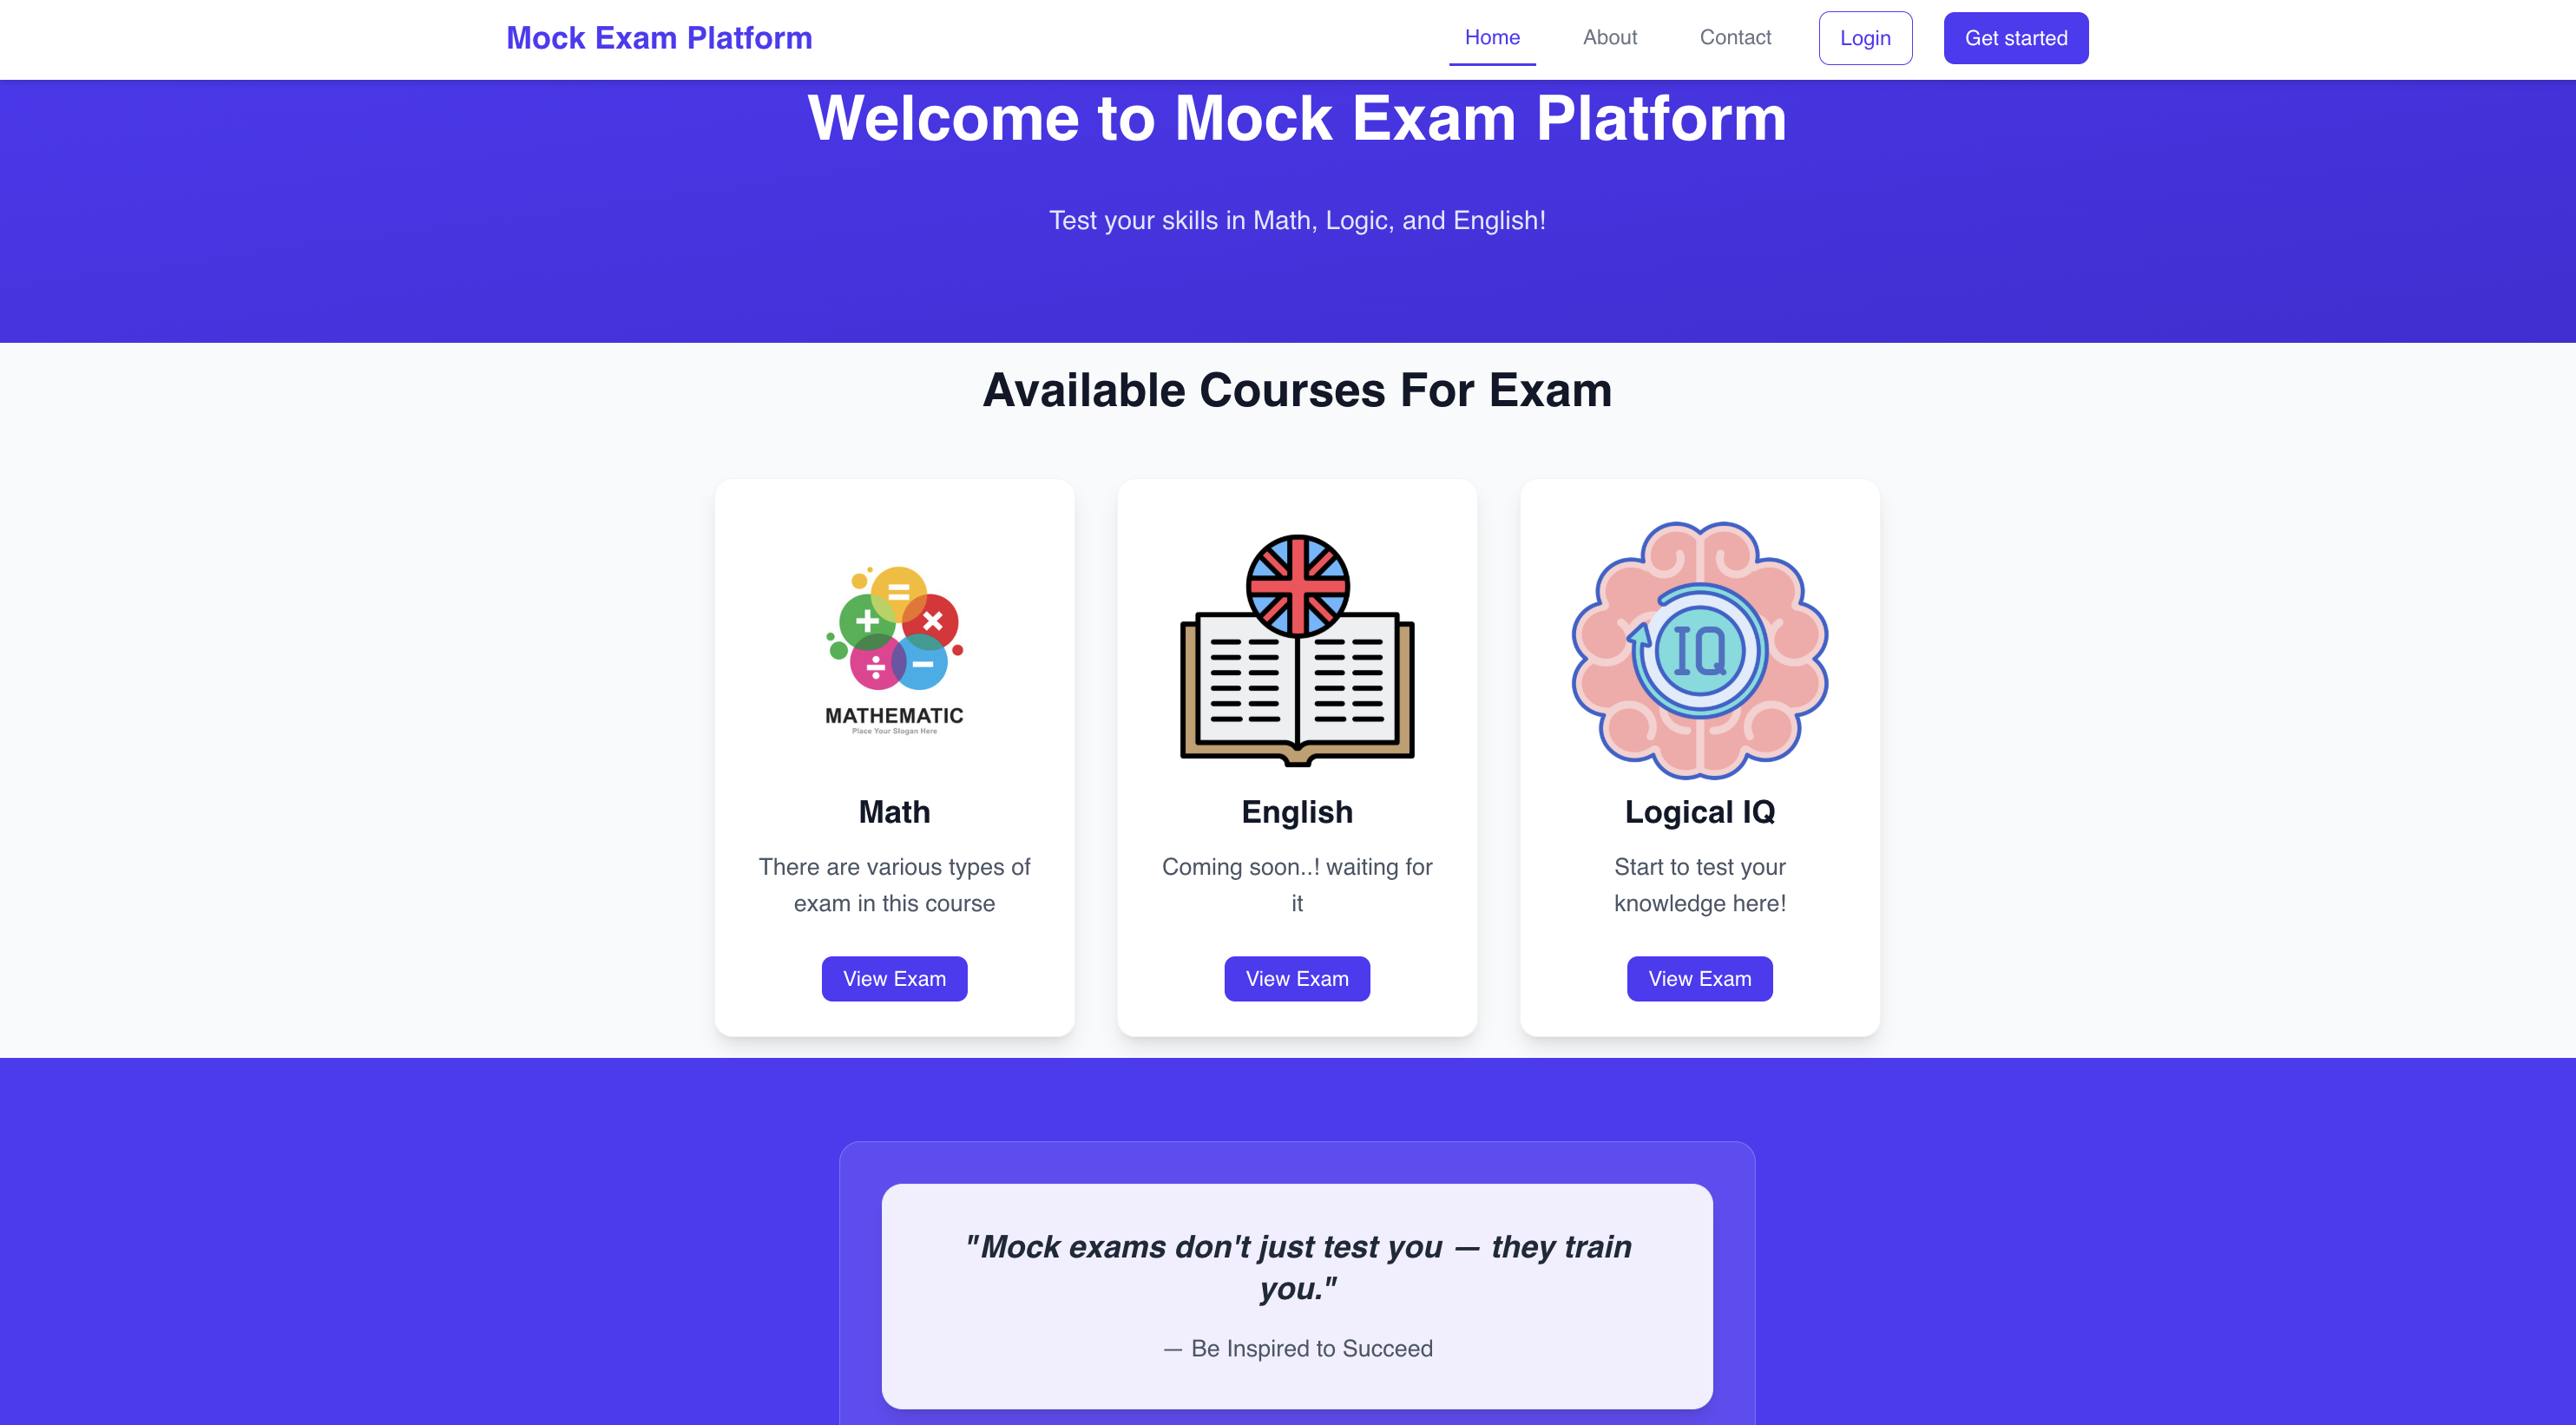 Mock Exam Platform
Home
About
Contact
Login
Get started
Welcome to Mock Exam Platform
Test your skills in Math, Logic, and English!
Available Courses For Exam
MATHEMATIC
Place Your Slogan Here
Math
There are various types of
exam in this course
View Exam
English
Coming soon..! waiting for
it
View Exam
IQ
Logical IQ
Start to test your
knowledge here!
View Exam
"Mock exams don't just test you — they train
you."
— Be Inspired to Succeed